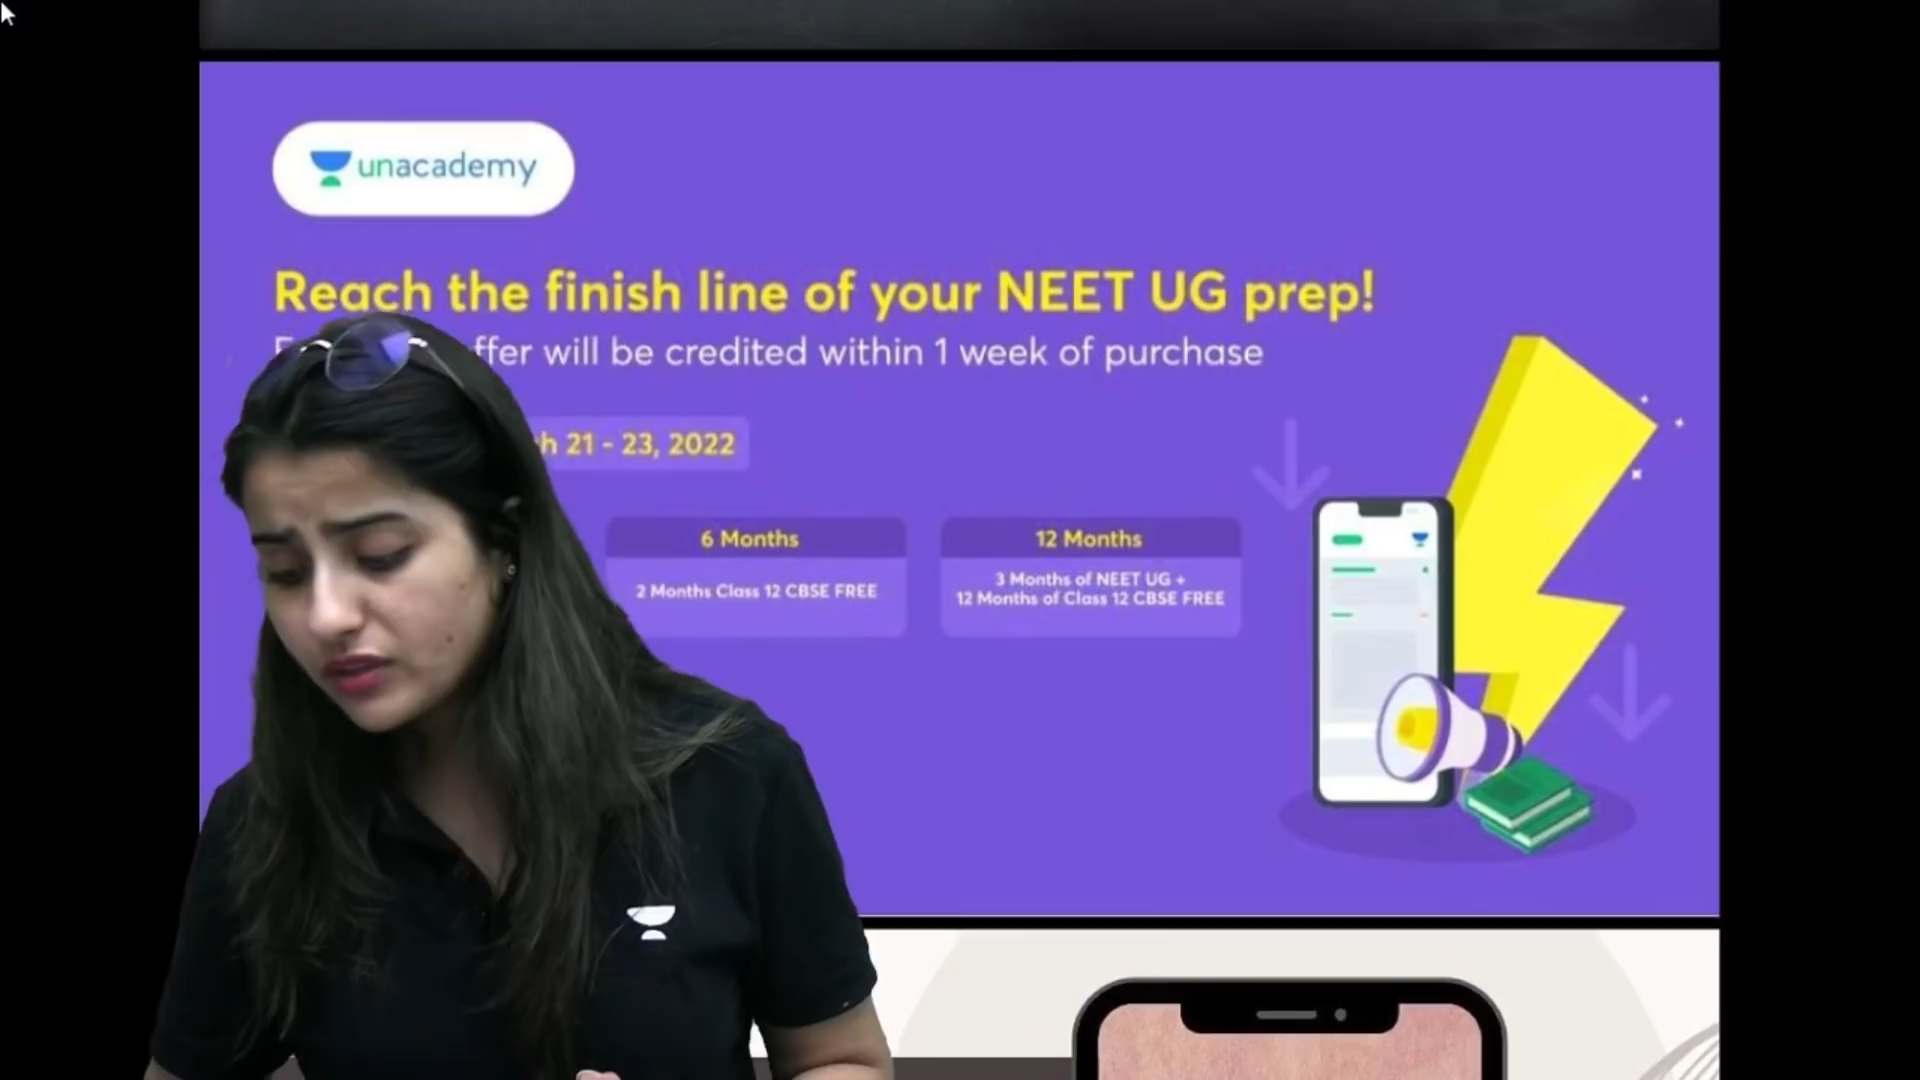 unacademy
Reach the finish line of your NEET UG prep!
will be credited within 1 week of purchase
21 - 23, 2022
6 Months
2 Months Class 12 CBSE FREE
12 Months
3 Months of NEET UG +
12 Months of Class 12 CBSE FREE